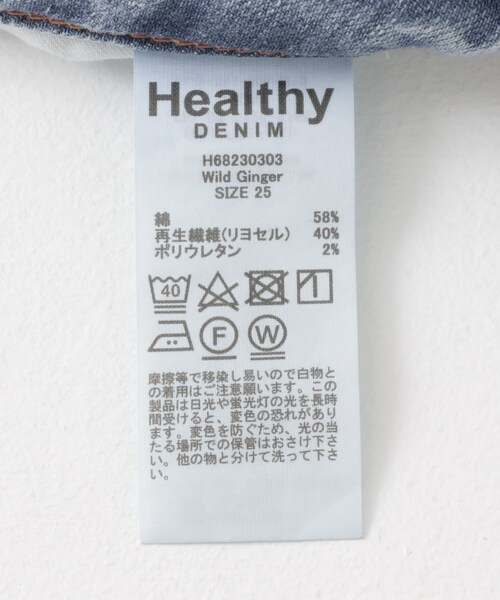 Healthy
DENIM
H68230303
Wild Ginger
SIZE 25
綿 58%
再生繊維(リヨセル) 40%
ポリウレタン 2%
40
F W
摩擦等で移染し易いので白物と
の着用はご注意願います。この
製品は日光や蛍光灯の光を長時
間受けると、変色の恐れがあり
ます。変色を防ぐため、光の当
たる場所での保管はおさけ下さ
い。他の物と分けて洗って下さ
い。